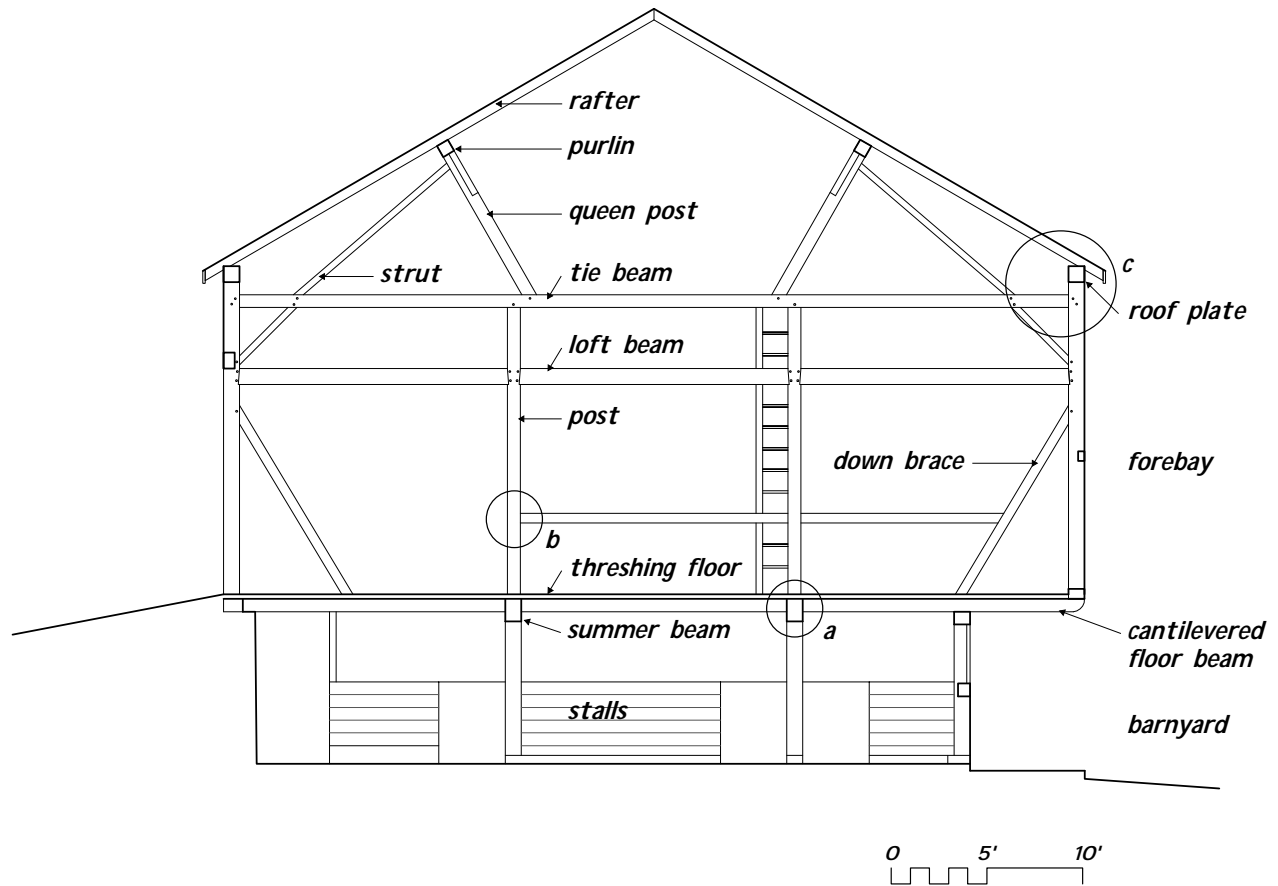 rafter
purlin
queen post
strut
tie beam
c
roof plate
loft beam
post
down brace
forebay
b
threshing floor
summer beam
a
cantilevered
floor beam
stalls
barnyard
0 5' 10'